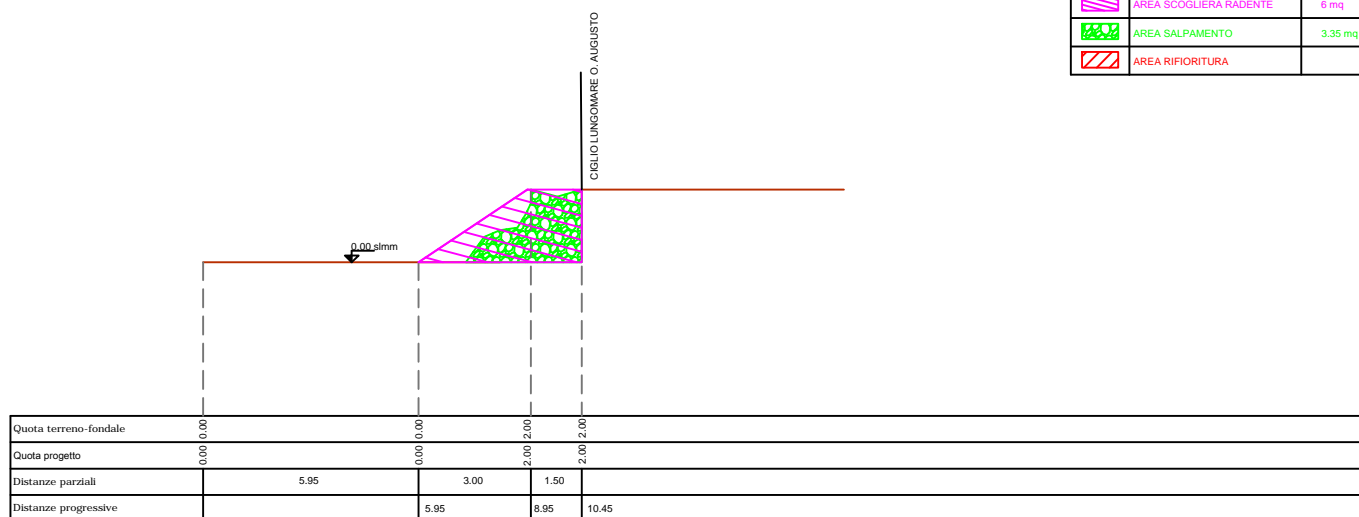 AREA SCOGLIERA RADENTE 6 mq
AREA SALPAMENTO 3.35 mq
AREA RIFIORITURA
CIGLIO LUNGOMARE O. AUGUSTO
0.00 slmm
Quota terreno-fondale 0.00 0.00 2.00 2.00
Quota progetto 0.00 0.00 2.00 2.00
Distanze parziali 5.95 3.00 1.50
Distanze progressive 5.95 8.95 10.45